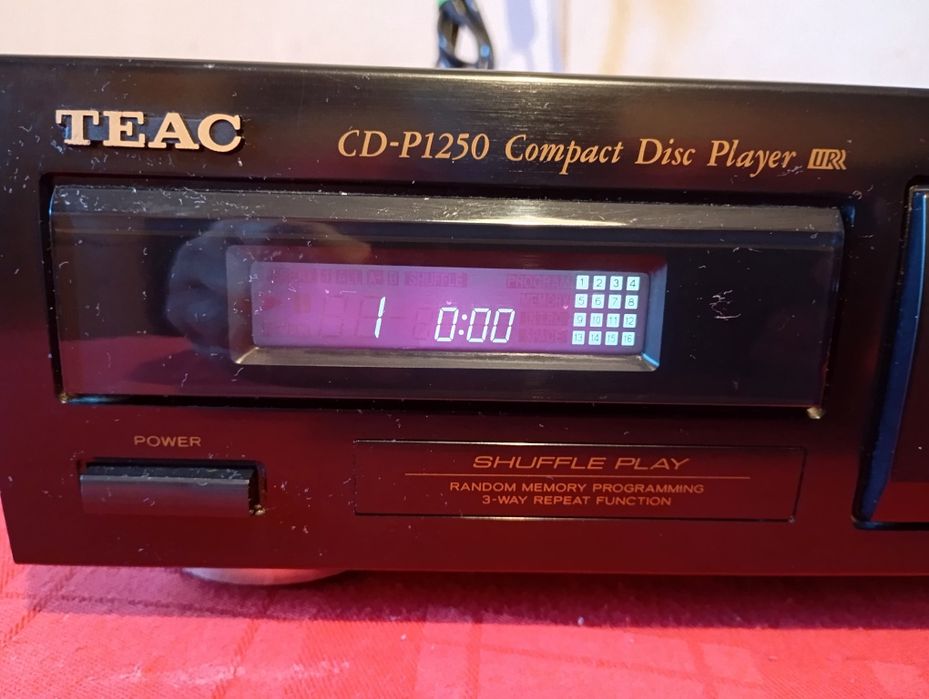 TEAC
CD-P1250 Compact Disc Player
SHUFFLE PROGRAM 1 2 3 4
MEMORY 5 6 7 8
1 0:00 9 10 11 12
13 14 15 16
POWER
SHUFFLE PLAY
RANDOM MEMORY PROGRAMMING
3-WAY REPEAT FUNCTION